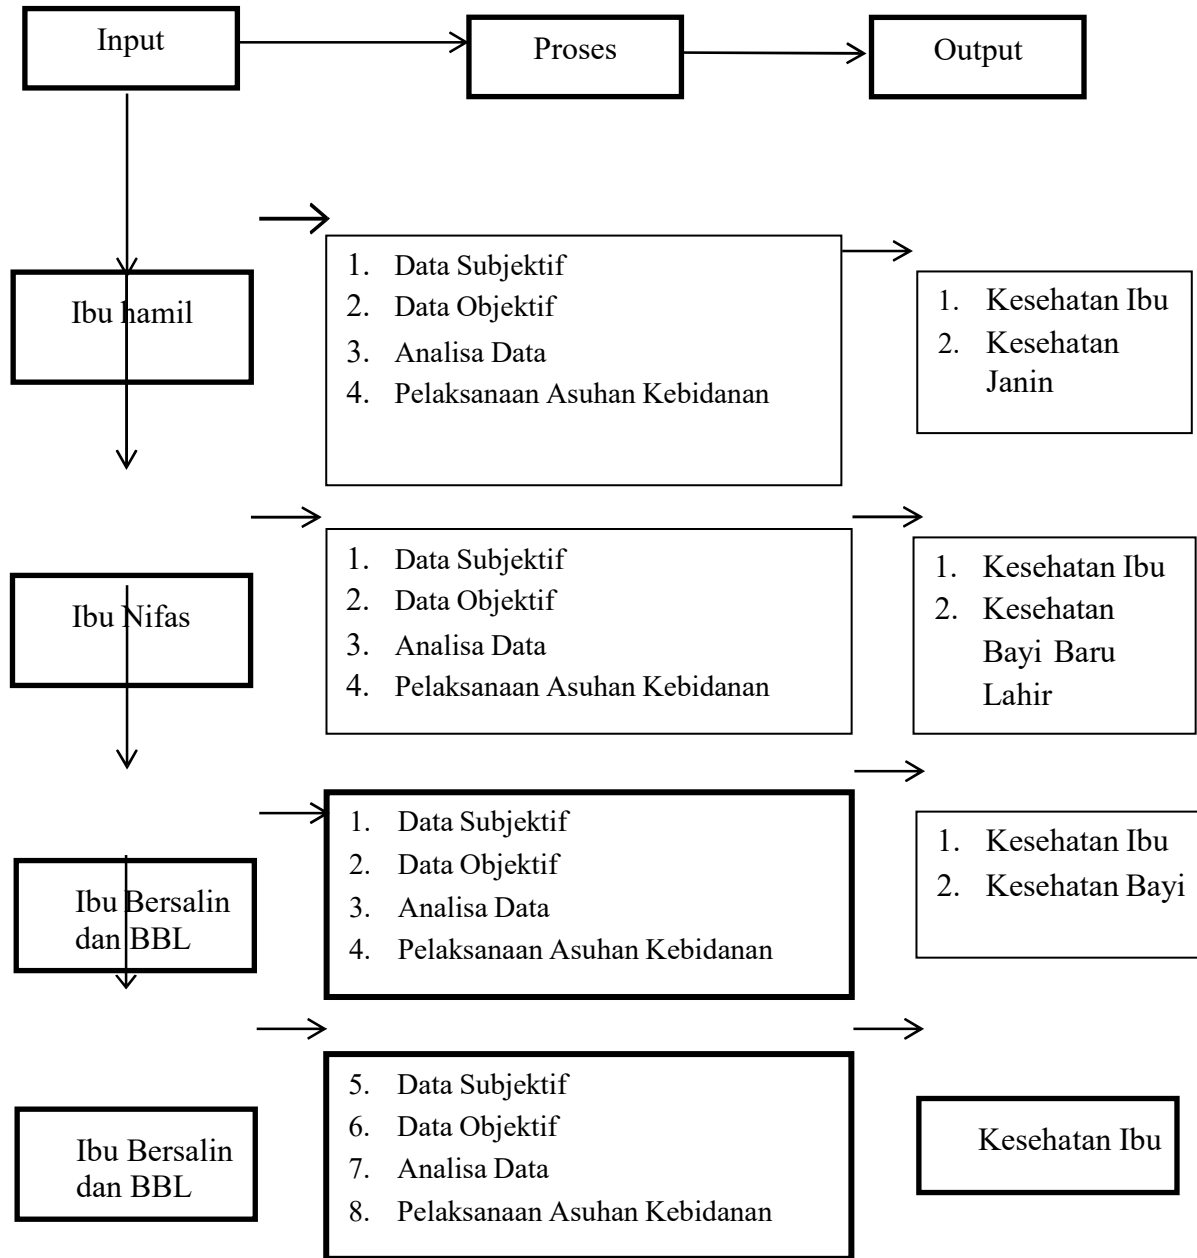 Input
Proses
Output
Ibu hamil
1. Data Subjektif
2. Data Objektif
3. Analisa Data
4. Pelaksanaan Asuhan Kebidanan
1. Kesehatan Ibu
2. Kesehatan
Janin
Ibu Nifas
1. Data Subjektif
2. Data Objektif
3. Analisa Data
4. Pelaksanaan Asuhan Kebidanan
1. Kesehatan Ibu
2. Kesehatan
Bayi Baru
Lahir
Ibu Bersalin
dan BBL
1. Data Subjektif
2. Data Objektif
3. Analisa Data
4. Pelaksanaan Asuhan Kebidanan
1. Kesehatan Ibu
2. Kesehatan Bayi
Ibu Bersalin
dan BBL
5. Data Subjektif
6. Data Objektif
7. Analisa Data
8. Pelaksanaan Asuhan Kebidanan
Kesehatan Ibu